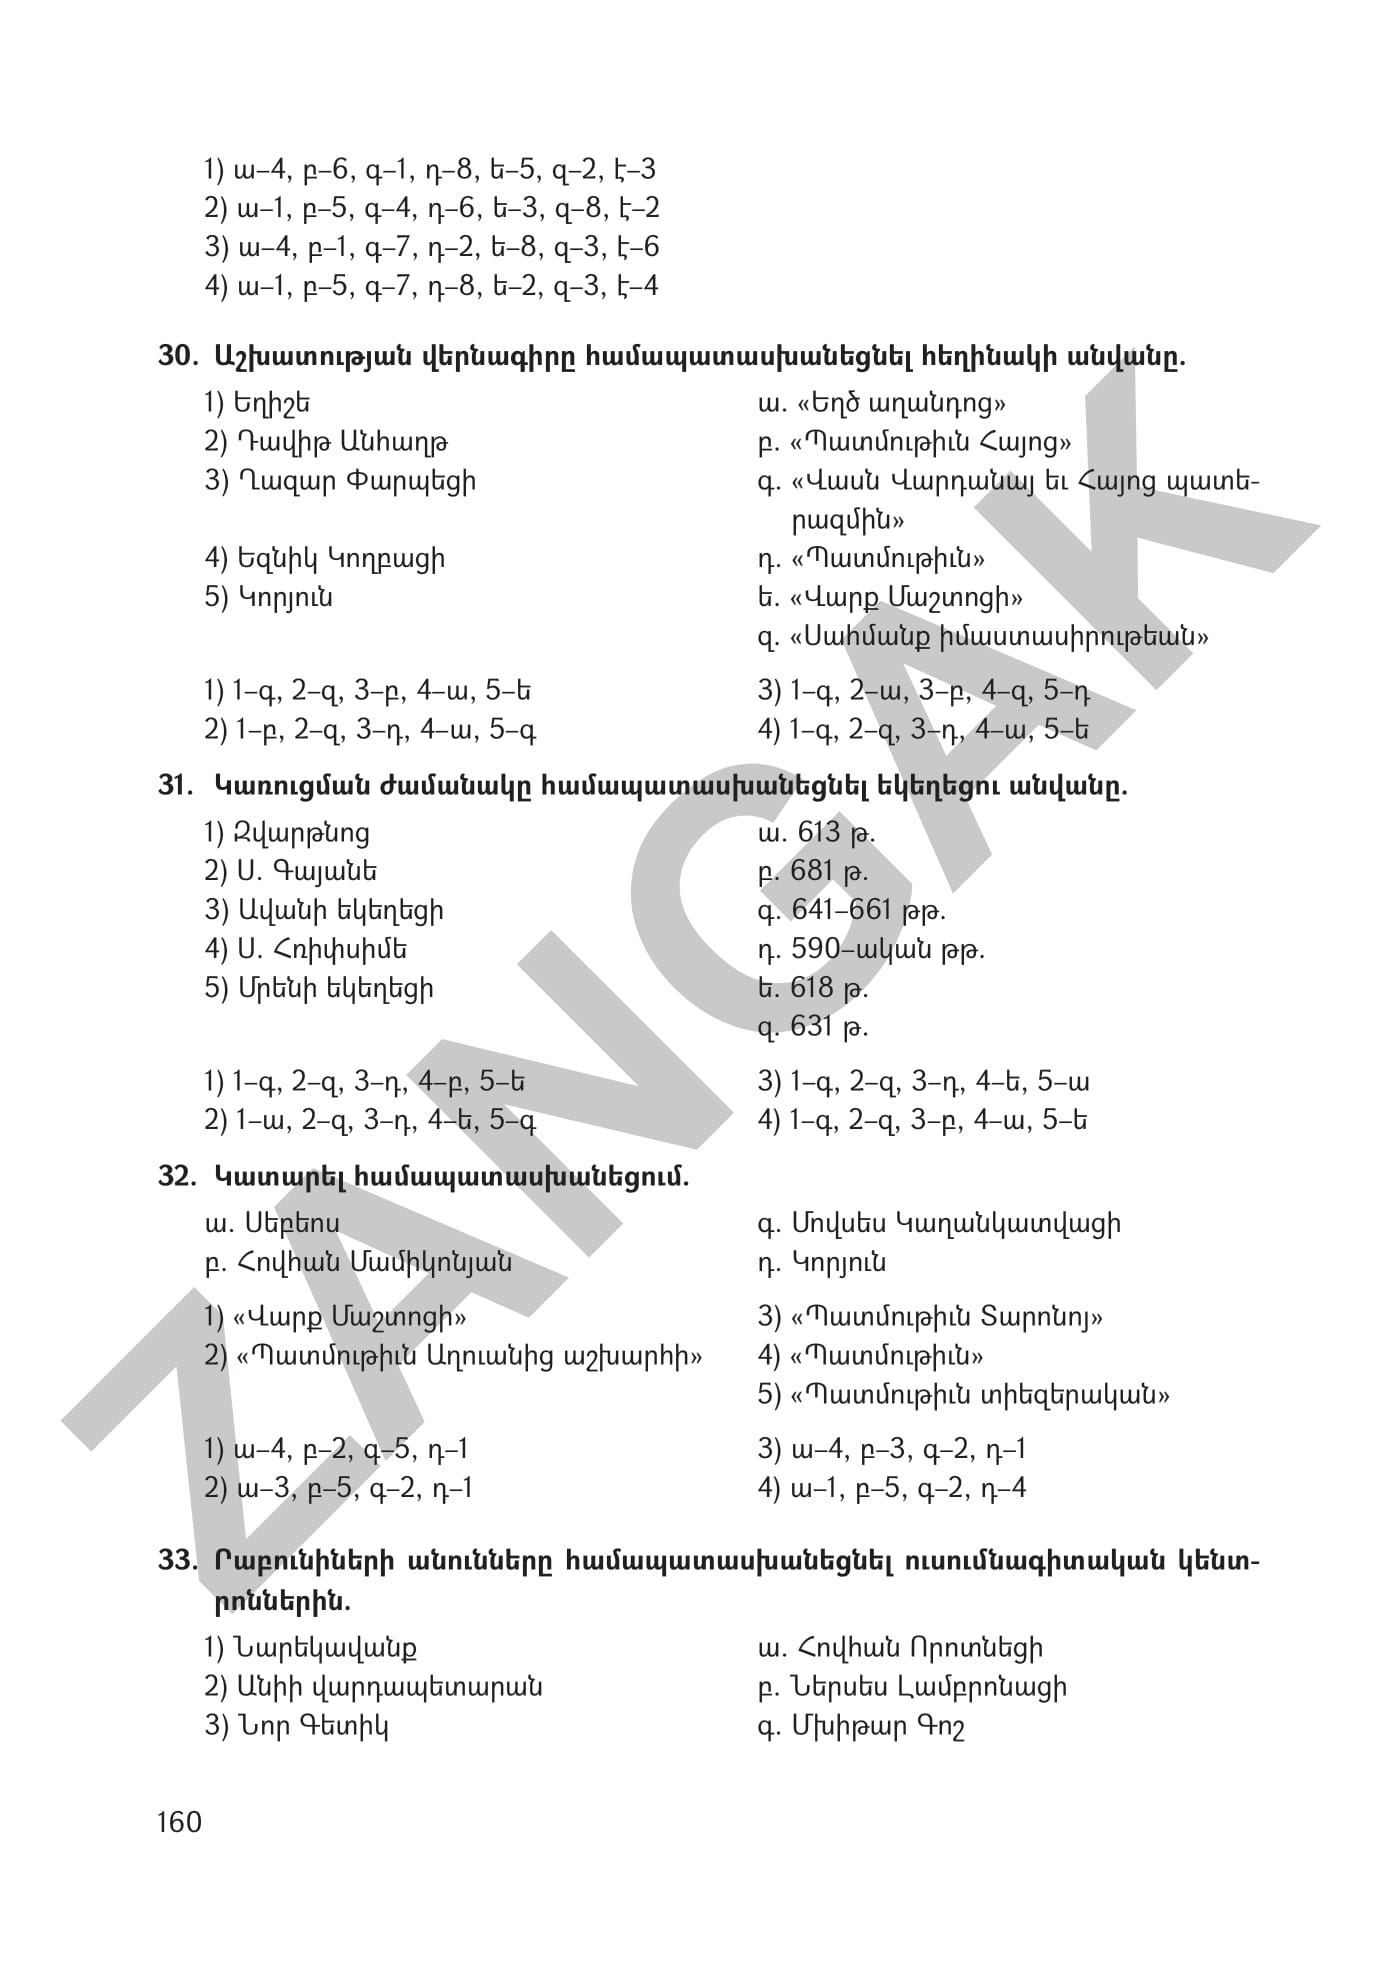 1) ա–4, բ–6, գ–1, դ–8, ե–5, զ–2, է–3
2) ա–1, բ–5, գ–4, դ–6, ե–3, զ–8, է–2
3) ա–4, բ–1, գ–7, դ–2, ե–8, զ–3, է–6
4) ա–1, բ–5, գ–7, դ–8, ե–2, զ–3, է–4
30. Աշխատության վերնագիրը համապատասխանեցնել հեղինակի անվանը.
1) Եղիշե
ա. «Եղծ աղանդոց»
2) Դավիթ Անհաղթ
բ. «Պատմութիւն Հայոց»
3) Ղազար Փարպեցի
գ. «Վասն Վարդանայ եւ Հայոց պատե-
րազմին»
4) Եզնիկ Կողբացի
դ. «Պատմութիւն»
5) Կորյուն
ե. «Վարք Մաշտոցի»
զ. «Սահմանք իմաստասիրութեան»
1) 1–գ, 2–զ, 3–բ, 4–ա, 5–ե
3) 1–գ, 2–ա, 3–բ, 4–զ, 5–դ
2) 1–բ, 2–զ, 3–դ, 4–ա, 5–գ
4) 1–գ, 2–զ, 3–դ, 4–ա, 5–ե
31. Կառուցման ժամանակը համապատասխանեցնել եկեղեցու անվանը.
1) Զվարթնոց
ա. 613 թ.
2) Ս. Գայանե
բ. 681 թ.
3) Ավանի եկեղեցի
գ. 641–661 թթ.
4) Ս. Հռիփսիմե
դ. 590–ական թթ.
5) Մրենի եկեղեցի
ե. 618 թ.
զ. 631 թ.
1) 1–գ, 2–զ, 3–դ, 4–բ, 5–ե
3) 1–գ, 2–զ, 3–դ, 4–ե, 5–ա
2) 1–ա, 2–զ, 3–դ, 4–ե, 5–գ
4) 1–գ, 2–զ, 3–բ, 4–ա, 5–ե
32. Կատարել համապատասխանեցում.
ա. Սեբեոս
գ. Մովսես Կաղանկատվացի
բ. Հովհան Մամիկոնյան
դ. Կորյուն
1) «Վարք Մաշտոցի»
3) «Պատմութիւն Տարոնոյ»
2) «Պատմութիւն Աղուանից աշխարհի»
4) «Պատմութիւն»
5) «Պատմութիւն տիեզերական»
1) ա–4, բ–2, գ–5, դ–1
3) ա–4, բ–3, գ–2, դ–1
2) ա–3, բ–5, գ–2, դ–1
4) ա–1, բ–5, գ–2, դ–4
33. Րաբունիների անունները համապատասխանեցնել ուսումնագիտական կենտ-
րոններին.
1) Նարեկավանք
ա. Հովհան Որոտնեցի
2) Անիի վարդապետարան
բ. Ներսես Լամբրոնացի
3) Նոր Գետիկ
գ. Մխիթար Գոշ
160
ZANGAK